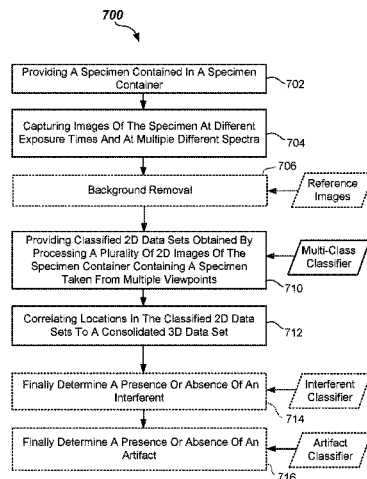 700
Providing A Specimen Contained In A Specimen
Container
702
Capturing Images Of The Specimen At Different
Exposure Times And At Multiple Different Spectra
704
706
Background Removal
Reference
Images
Providing Classified 2D Data Sets Obtained By
Processing A Plurality Of 2D Images Of The
Specimen Container Containing A Specimen
Taken From Multiple Viewpoints
Multi-Class
Classifier
710
Correlating Locations In The Classified 2D Data
Sets To A Consolidated 3D Data Set
712
Finally Determine A Presence Or Absence Of An
Interferent
Interferent
Classifier
714
Finally Determine A Presence Or Absence Of An
Artifact
Artifact
Classifier
716